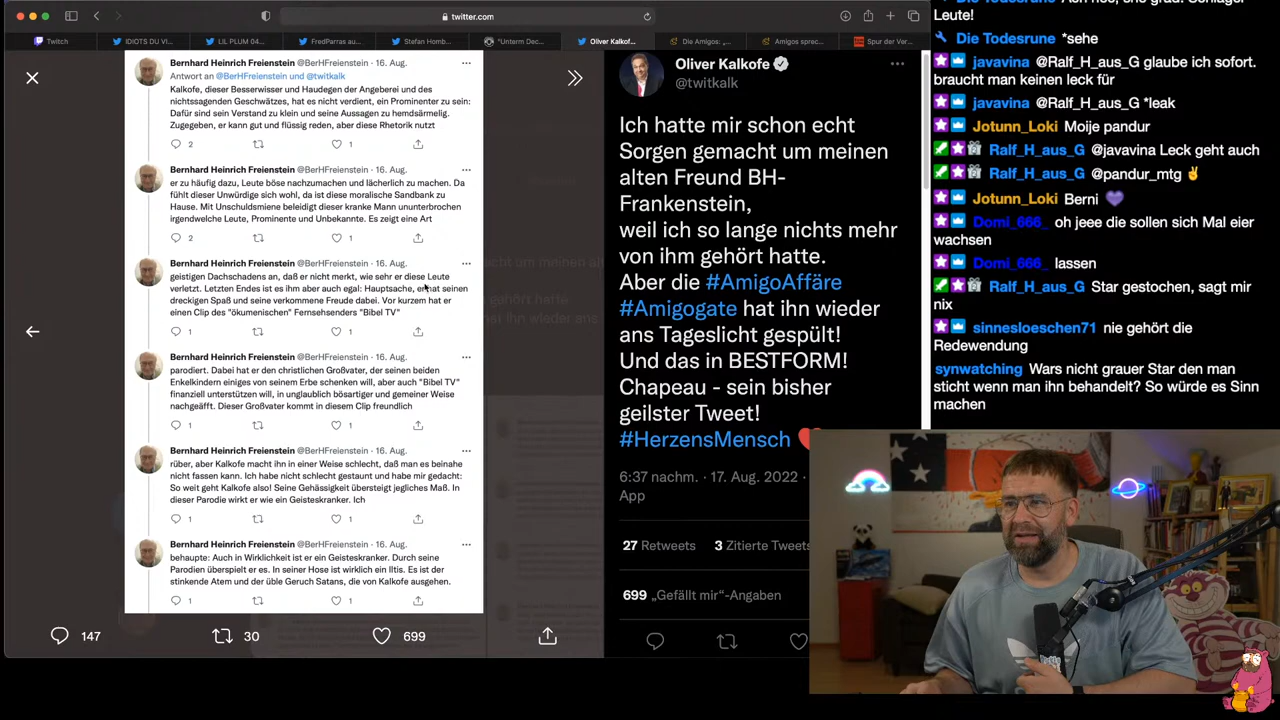 twitter.com
Twitch
IDIOTS DU VI...
LIL PLUM 04...
FredParras au...
Stefan Homb...
"Unterm Dec...
Oliver Kalkof...
Die Amigos: „...
Amigos sprec...
Spur der Ver...
Bernhard Heinrich Freienstein @BerHFreienstein · 16. Aug.
Antwort an @BerHFreienstein und @twitkalk
Kalkofe, dieser Besserwisser und Haudegen der Angeberei und des
nichtssagenden Geschwätzes, hat es nicht verdient, ein Prominenter zu sein:
Dafür sind sein Verstand zu klein und seine Aussagen zu hemdsärmelig.
Zugegeben, er kann gut und flüssig reden, aber diese Rhetorik nutzt
2 1
Bernhard Heinrich Freienstein @BerHFreienstein · 16. Aug.
er zu häufig dazu, Leute böse nachzumachen und lächerlich zu machen. Da
fühlt dieser Unwürdige sich wohl, da ist diese moralische Sandbank zu
Hause. Mit Unschuldsmiene beleidigt dieser kranke Mann ununterbrochen
irgendwelche Leute, Prominente und Unbekannte. Es zeigt eine Art
2 1
Bernhard Heinrich Freienstein @BerHFreienstein · 16. Aug.
geistigen Dachschadens an, daß er nicht merkt, wie sehr er diese Leute
verletzt. Letzten Endes ist es ihm aber auch egal: Hauptsache, er hat seinen
dreckigen Spaß und seine verkommene Freude dabei. Vor kurzem hat er
einen Clip des "ökumenischen" Fernsehsenders "Bibel TV"
1 1
Bernhard Heinrich Freienstein @BerHFreienstein · 16. Aug.
parodiert. Dabei hat er den christlichen Großvater, der seinen beiden
Enkelkindern einiges von seinem Erbe schenken will, aber auch "Bibel TV"
finanziell unterstützen will, in unglaublich bösartiger und gemeiner Weise
nachgeäfft. Dieser Großvater kommt in diesem Clip freundlich
1 1
Bernhard Heinrich Freienstein @BerHFreienstein · 16. Aug.
rüber, aber Kalkofe macht ihn in einer Weise schlecht, daß man es beinahe
nicht fassen kann. Ich habe nicht schlecht gestaunt und habe mir gedacht:
So weit geht Kalkofe also! Seine Gehässigkeit übersteigt jegliches Maß. In
dieser Parodie wirkt er wie ein Geisteskranker. Ich
1 1
Bernhard Heinrich Freienstein @BerHFreienstein · 16. Aug.
behaupte: Auch in Wirklichkeit ist er ein Geisteskranker. Durch seine
Parodien überspielt er es. In seiner Hose ist wirklich ein Iltis. Es ist der
stinkende Atem und der üble Geruch Satans, die von Kalkofe ausgehen.
1 1
147 30 699
Oliver Kalkofe
@twitkalk
Ich hatte mir schon echt
Sorgen gemacht um meinen
alten Freund BH-
Frankenstein,
weil ich so lange nichts mehr
von ihm gehört hatte.
Aber die #AmigoAffäre
#Amigogate hat ihn wieder
ans Tageslicht gespült!
Und das in BESTFORM!
Chapeau - sein bisher
geilster Tweet!
#HerzensMensch ❤️
6:37 nachm. · 17. Aug. 2022 ·
App
27 Retweets 3 Zitierte Tweets
699 „Gefällt mir“-Angaben
Leute!
Die Todesrune *sehe
javavina @Ralf_H_aus_G glaube ich sofort.
braucht man keinen leck für
javavina @Ralf_H_aus_G *leak
Jotunn_Loki Moije pandur
Ralf_H_aus_G @javavina Leck geht auch
Ralf_H_aus_G @pandur_mtg ✌️
Jotunn_Loki Berni 💜
Domi_666_ oh jeee die sollen sich Mal eier
wachsen
Domi_666_ lassen
Ralf_H_aus_G Star gestochen, sagt mir
nix
sinnesloeschen71 nie gehört die
Redewendung
synwatching Wars nicht grauer Star den man
sticht wenn man ihn behandelt? So würde es Sinn
machen